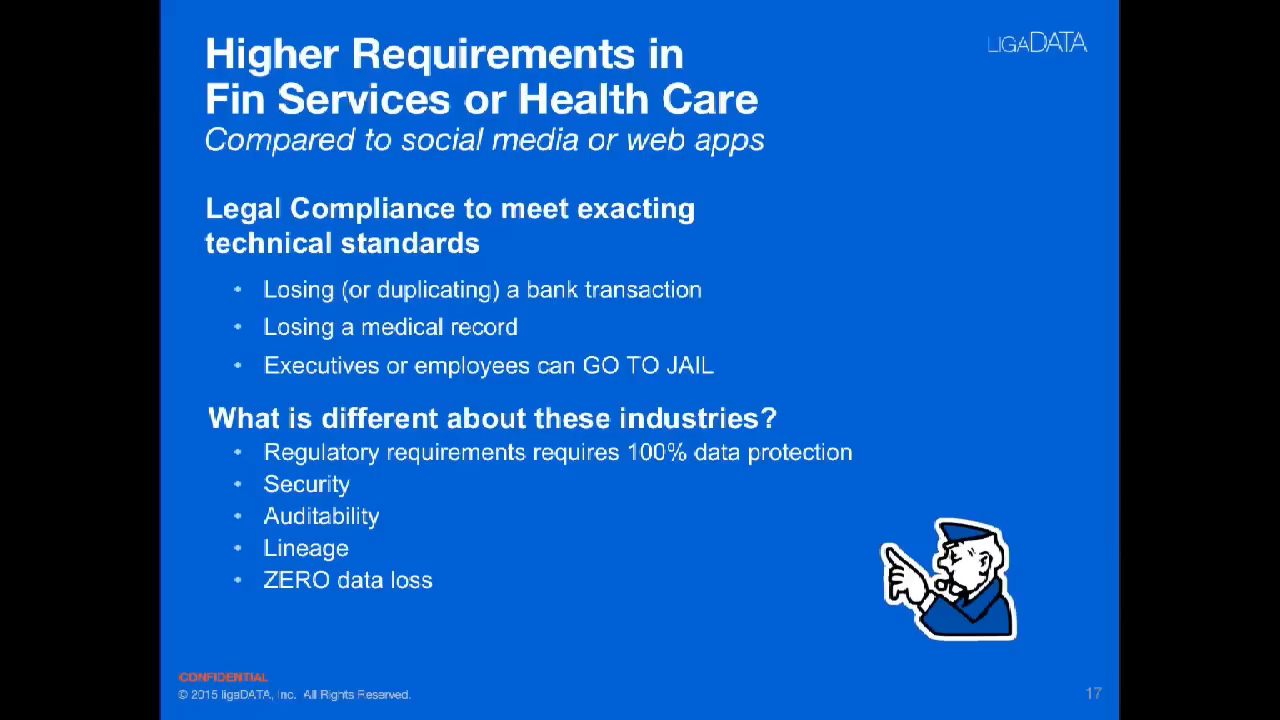 Higher Requirements in
Fin Services or Health Care
Compared to social media or web apps
LIGADATA
Legal Compliance to meet exacting
technical standards
• Losing (or duplicating) a bank transaction
• Losing a medical record
• Executives or employees can GO TO JAIL
What is different about these industries?
• Regulatory requirements requires 100% data protection
• Security
• Auditability
• Lineage
• ZERO data loss
CONFIDENTIAL
© 2015 ligaDATA, Inc. All Rights Reserved.
17